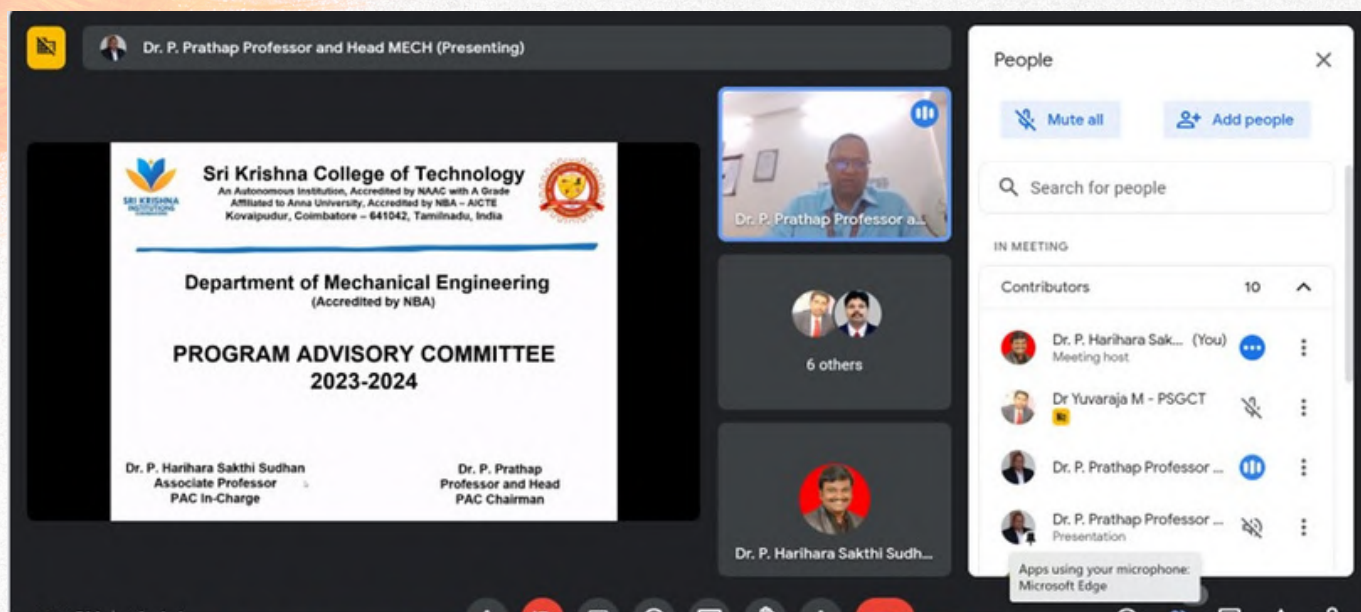 Dr. P. Prathap Professor and Head MECH (Presenting)
SRI KRISHNA
INSTITUTIONS
Sri Krishna College of Technology
An Autonomous Institution, Accredited by NAAC with A Grade
Affiliated to Anna University, Accredited by NBA – AICTE
Kovaipudur, Coimbatore – 641042, Tamilnadu, India
Department of Mechanical Engineering
(Accredited by NBA)
PROGRAM ADVISORY COMMITTEE
2023-2024
Dr. P. Harihara Sakthi Sudhan
Associate Professor
PAC In-Charge
Dr. P. Prathap
Professor and Head
PAC Chairman
Dr. P. Prathap Professor a...
6 others
Dr. P. Harihara Sakthi Sudh...
People
Mute all
Add people
Search for people
IN MEETING
Contributors 10
Dr. P. Harihara Sak... (You)
Meeting host
Dr Yuvaraja M - PSGCT
Dr. P. Prathap Professor ...
Dr. P. Prathap Professor ...
Presentation
Apps using your microphone:
Microsoft Edge